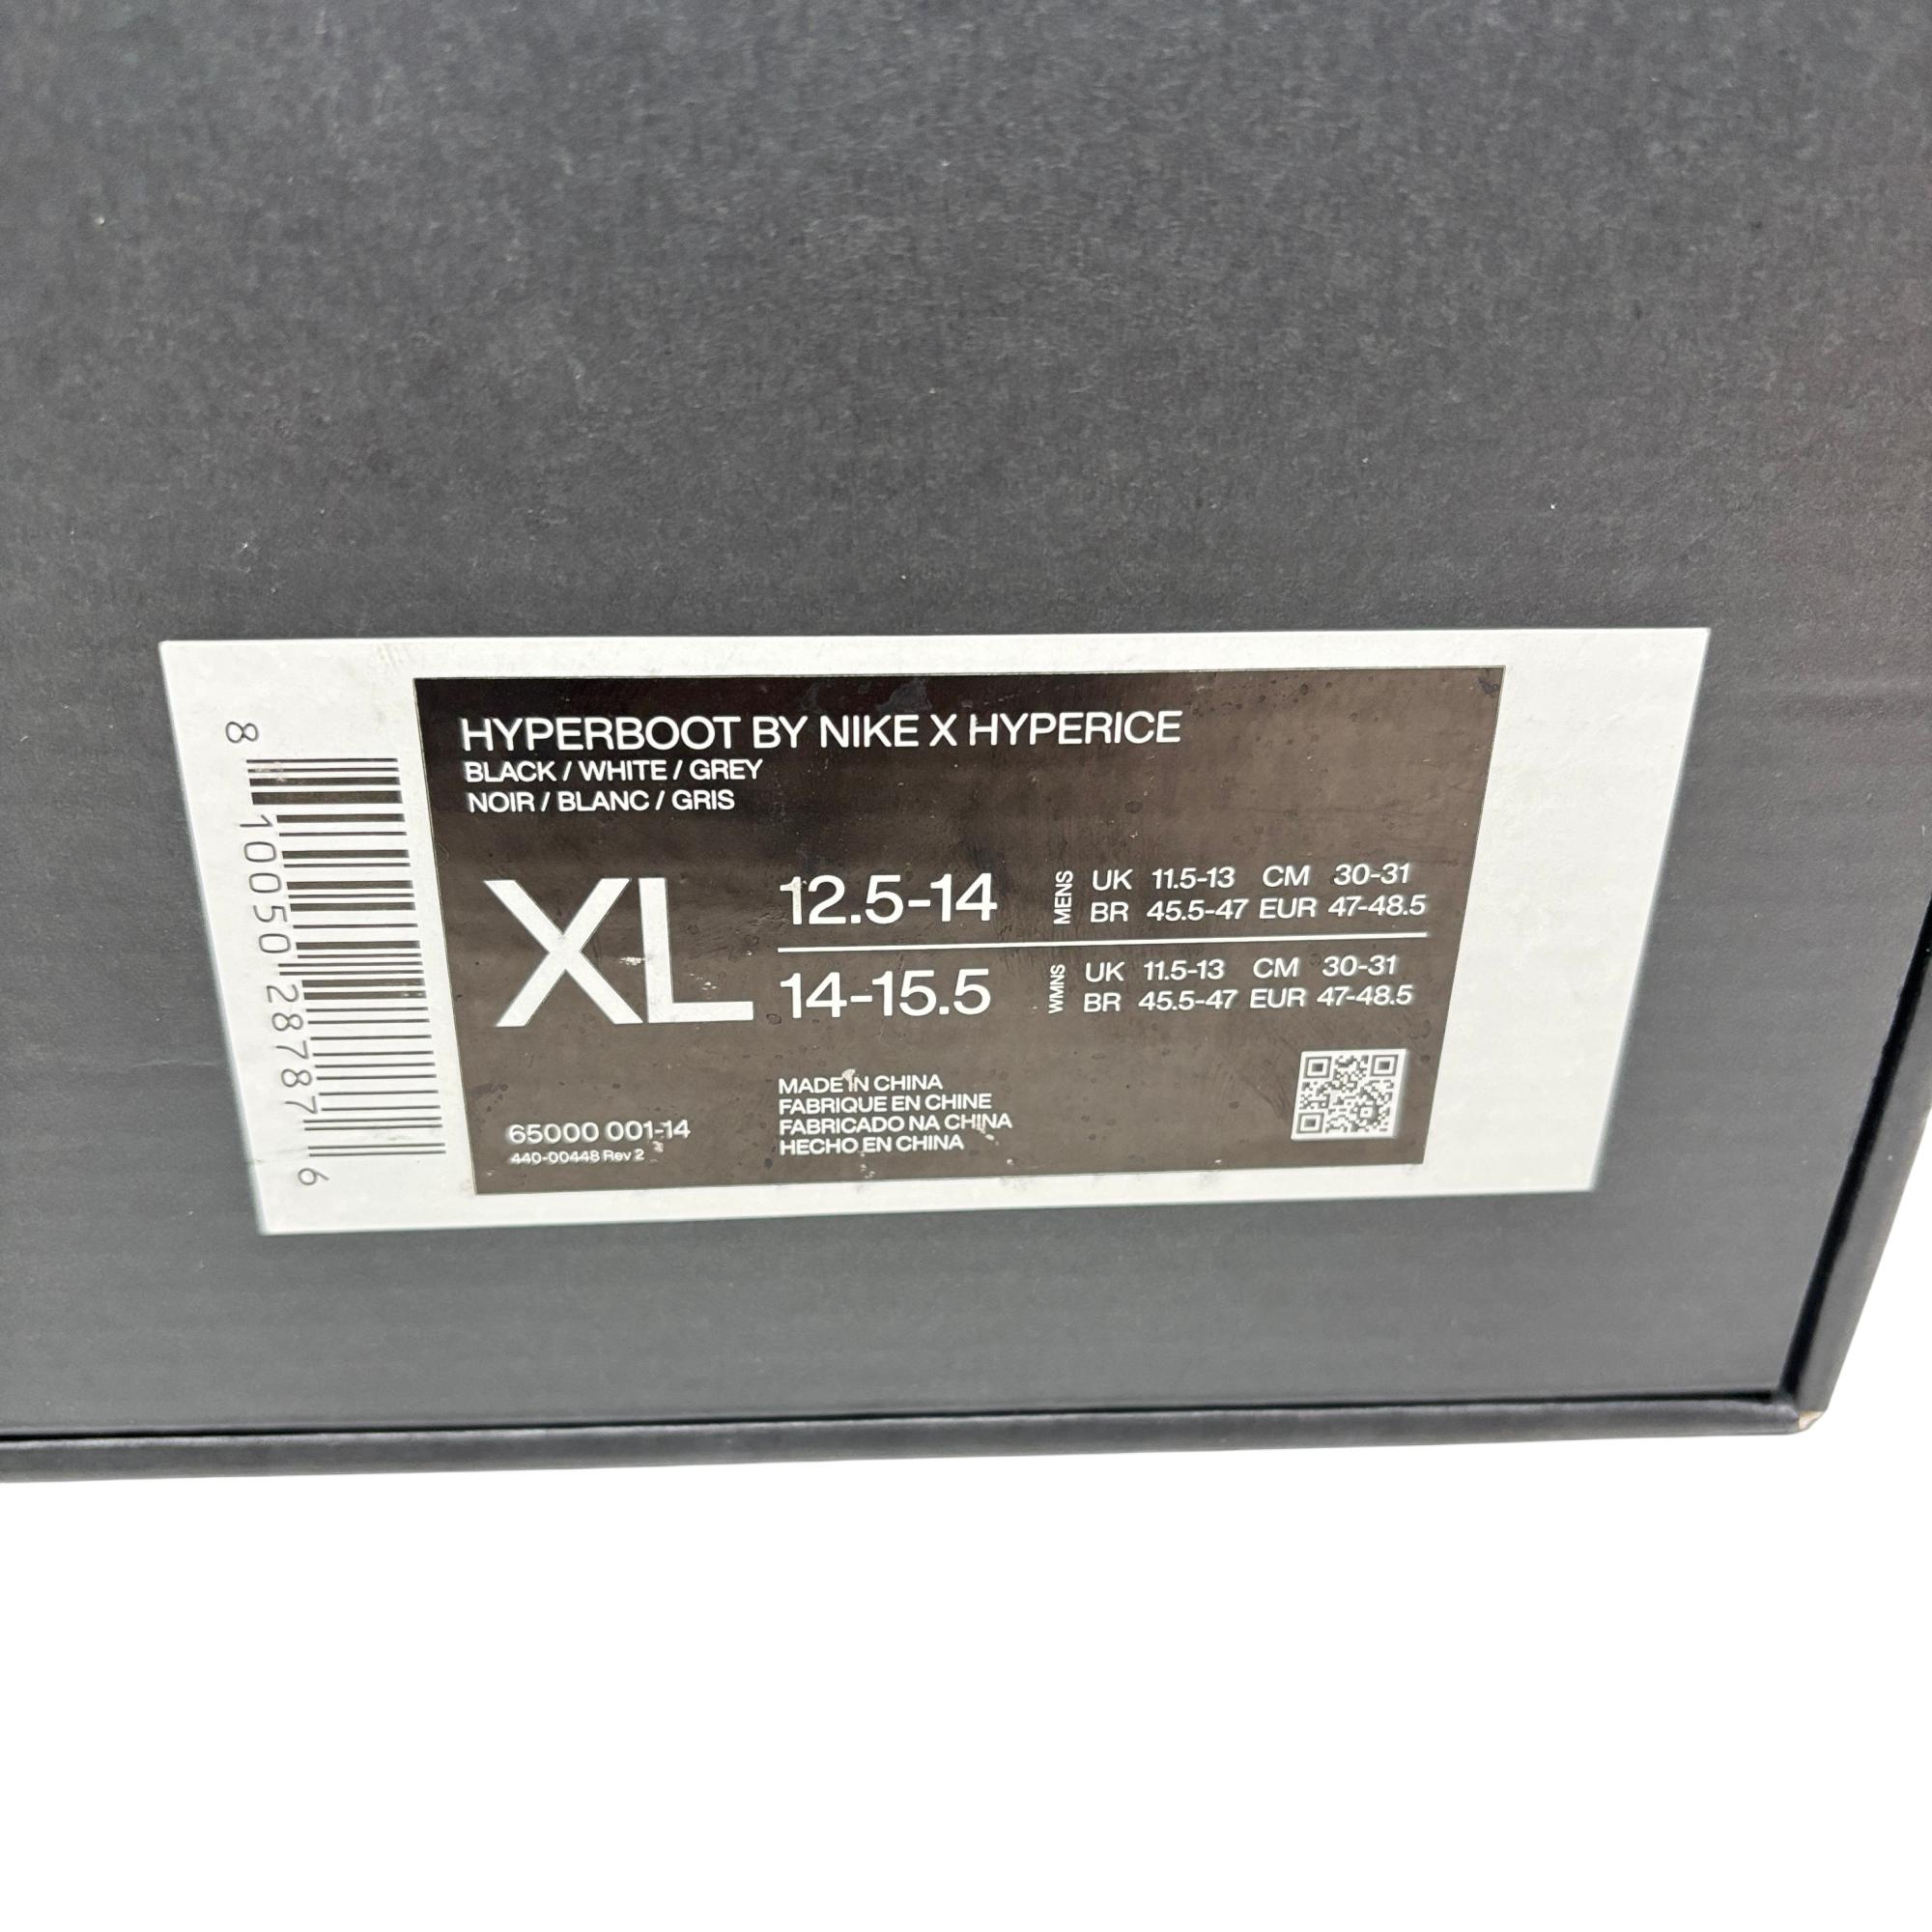 HYPERBOOT BY NIKE X HYPERICE
BLACK / WHITE / GREY
NOIR / BLANC / GRIS
XL
12.5-14
MENS
UK 11.5-13 CM 30-31
BR 45.5-47 EUR 47-48.5
14-15.5
WMNS
UK 11.5-13 CM 30-31
BR 45.5-47 EUR 47-48.5
65000 001-14
440-00448 Rev 2
MADE IN CHINA
FABRIQUE EN CHINE
FABRICADO NA CHINA
HECHO EN CHINA
8 10050 28787 6